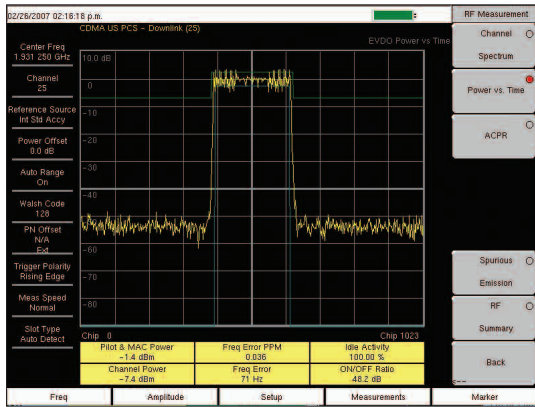 02/26/2007 02:16:18 p.m.
CDMA US PCS - Downlink (25)
EVDO Power vs Time
Center Freq
1.931 250 GHz
Channel
25
Reference Source
Int Std Accy
Power Offset
0.0 dB
Auto Range
On
Walsh Code
128
PN Offset
N/A
Ext
Trigger Polarity
Rising Edge
Meas Speed
Normal
Slot Type
Auto Detect
10.0 dB
0
-10
-20
-30
-40
-60
-70
-80
Chip 0
Chip 1023
Pilot & MAC Power
-1.4 dBm
Freq Error PPM
0.036
Idle Activity
100.00 %
Channel Power
-7.4 dBm
Freq Error
71 Hz
ON/OFF Ratio
48.2 dB
RF Measurement
Channel
Spectrum
Power vs. Time
ACPR
Spurious
Emission
RF
Summary
Back
Freq
Amplitude
Setup
Measurements
Marker